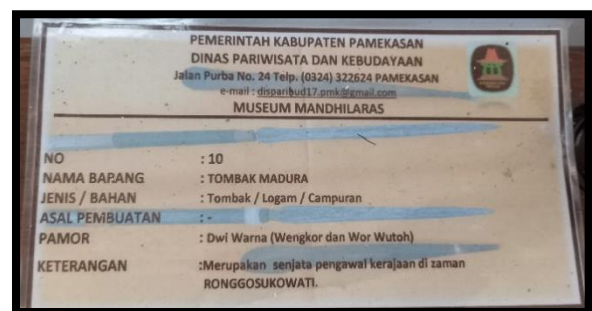 PEMERINTAH KABUPATEN PAMEKASAN
DINAS PARIWISATA DAN KEBUDAYAAN
Jalan Purba No. 24 Telp. (0324) 322624 PAMEKASAN
e-mail : disparibud17.pmk@gmail.com
MUSEUM MANDHILARAS
NO : 10
NAMA BARANG : TOMBAK MADURA
JENIS / BAHAN : Tombak / Logam / Campuran
ASAL PEMBUATAN : -
PAMOR : Dwi Warna (Wengkor dan Wor Wutoh)
KETERANGAN :Merupakan senjata pengawal kerajaan di zaman
RONGGOSUKOWATI.